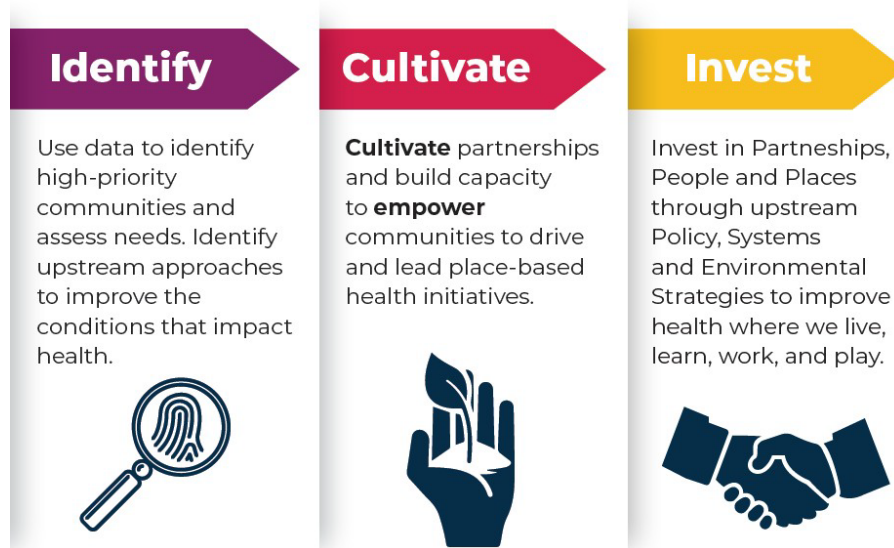 Identify
Use data to identify
high-priority
communities and
assess needs. Identify
upstream approaches
to improve the
conditions that impact
health.
Cultivate
Cultivate partnerships
and build capacity
to empower
communities to drive
and lead place-based
health initiatives.
Invest
Invest in Partneships,
People and Places
through upstream
Policy, Systems
and Environmental
Strategies to improve
health where we live,
learn, work, and play.